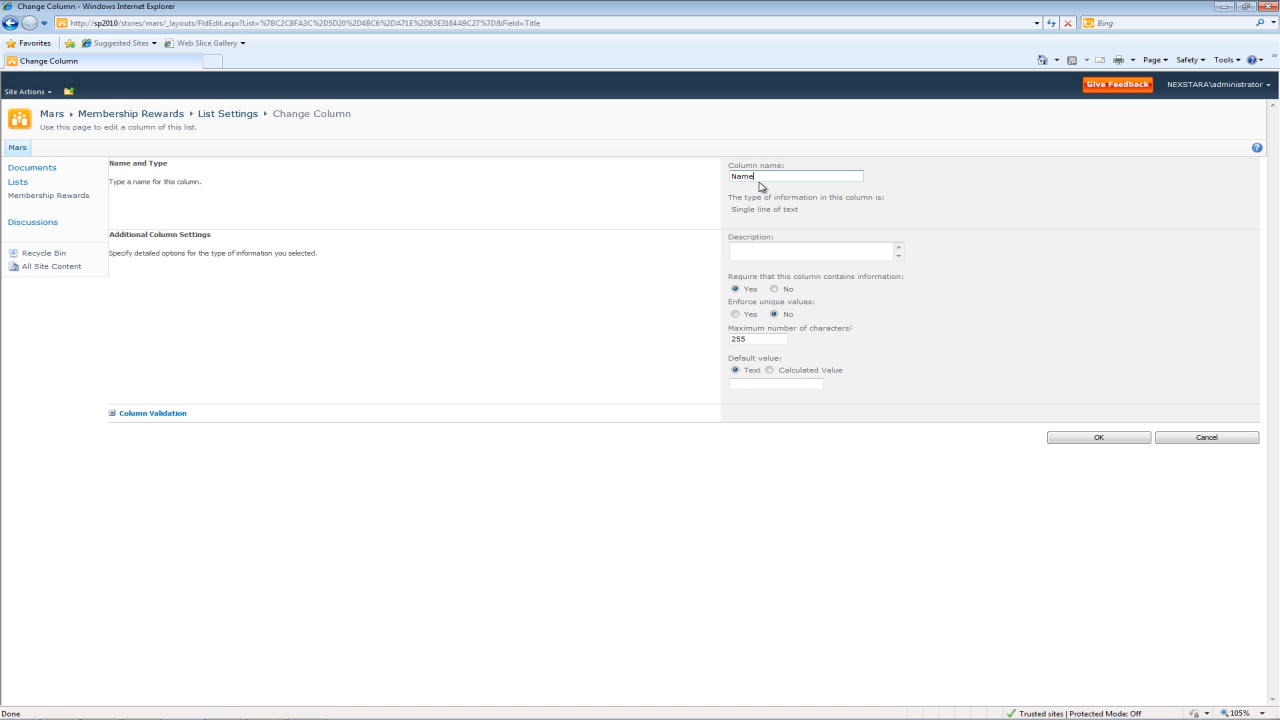 Change Column - Windows Internet Explorer
http://sp2010/stores/mars/_layouts/FldEdit.aspx?List=%7BC2C8FA3C%2D5D20%2D4BC6%2DA71E%2D83E3164A9C27%7D&Field=Title
Bing
Favorites Suggested Sites Web Slice Gallery
Change Column
Page Safety Tools
Site Actions
Give Feedback
NEXSTARA\administrator
Mars Membership Rewards List Settings Change Column
Use this page to edit a column of this list.
Mars
Documents
Lists
Membership Rewards
Discussions
Recycle Bin
All Site Content
Name and Type
Type a name for this column.
Column name:
Name
The type of information in this column is:
Single line of text
Additional Column Settings
Specify detailed options for the type of information you selected.
Description:
Require that this column contains information:
Yes No
Enforce unique values:
Yes No
Maximum number of characters:
255
Default value:
Text Calculated Value
Column Validation
OK Cancel
Done
Trusted sites | Protected Mode: Off
105%